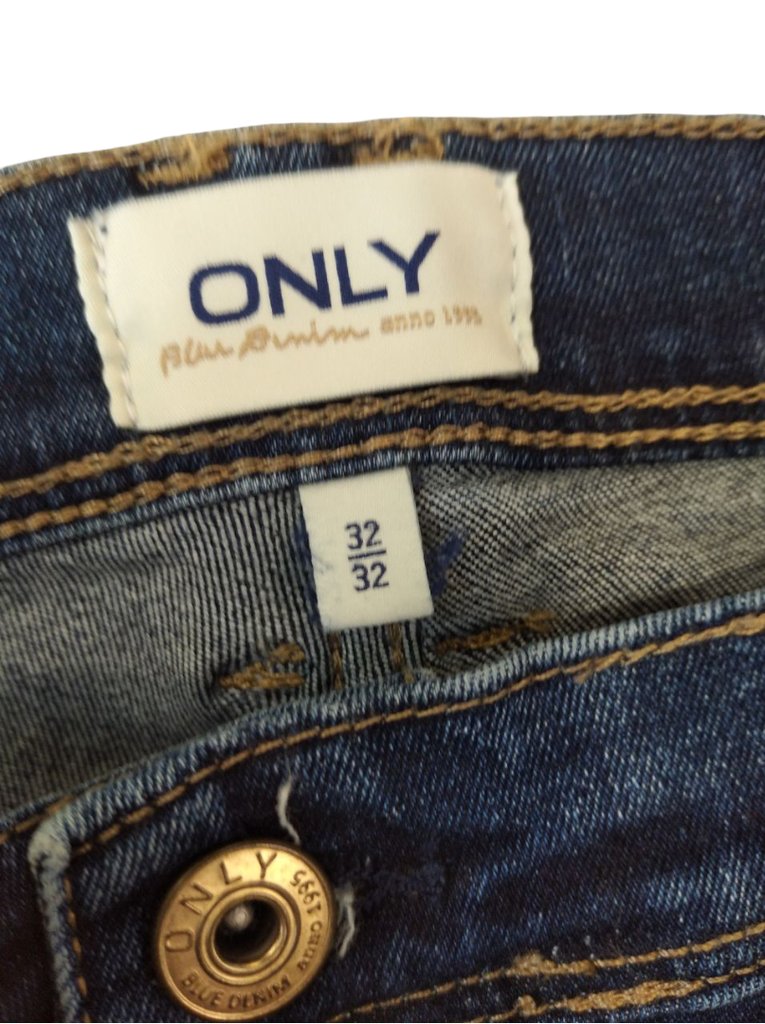 ONLY
Blue Denim anno 1995
32
32
ONLY
BLUE DENIM anno 1995